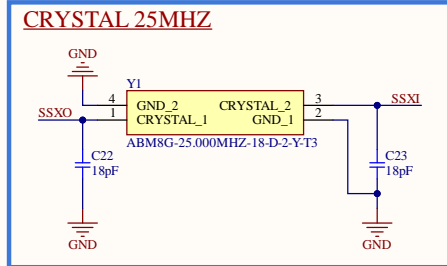 CRYSTAL 25MHZ
GND
Y1
4 GND_2 CRYSTAL_2 3 SSXI
SSXO 1 CRYSTAL_1 GND_1 2
ABM8G-25.000MHZ-18-D-2-Y-T3
C22 C23
18pF 18pF
GND GND